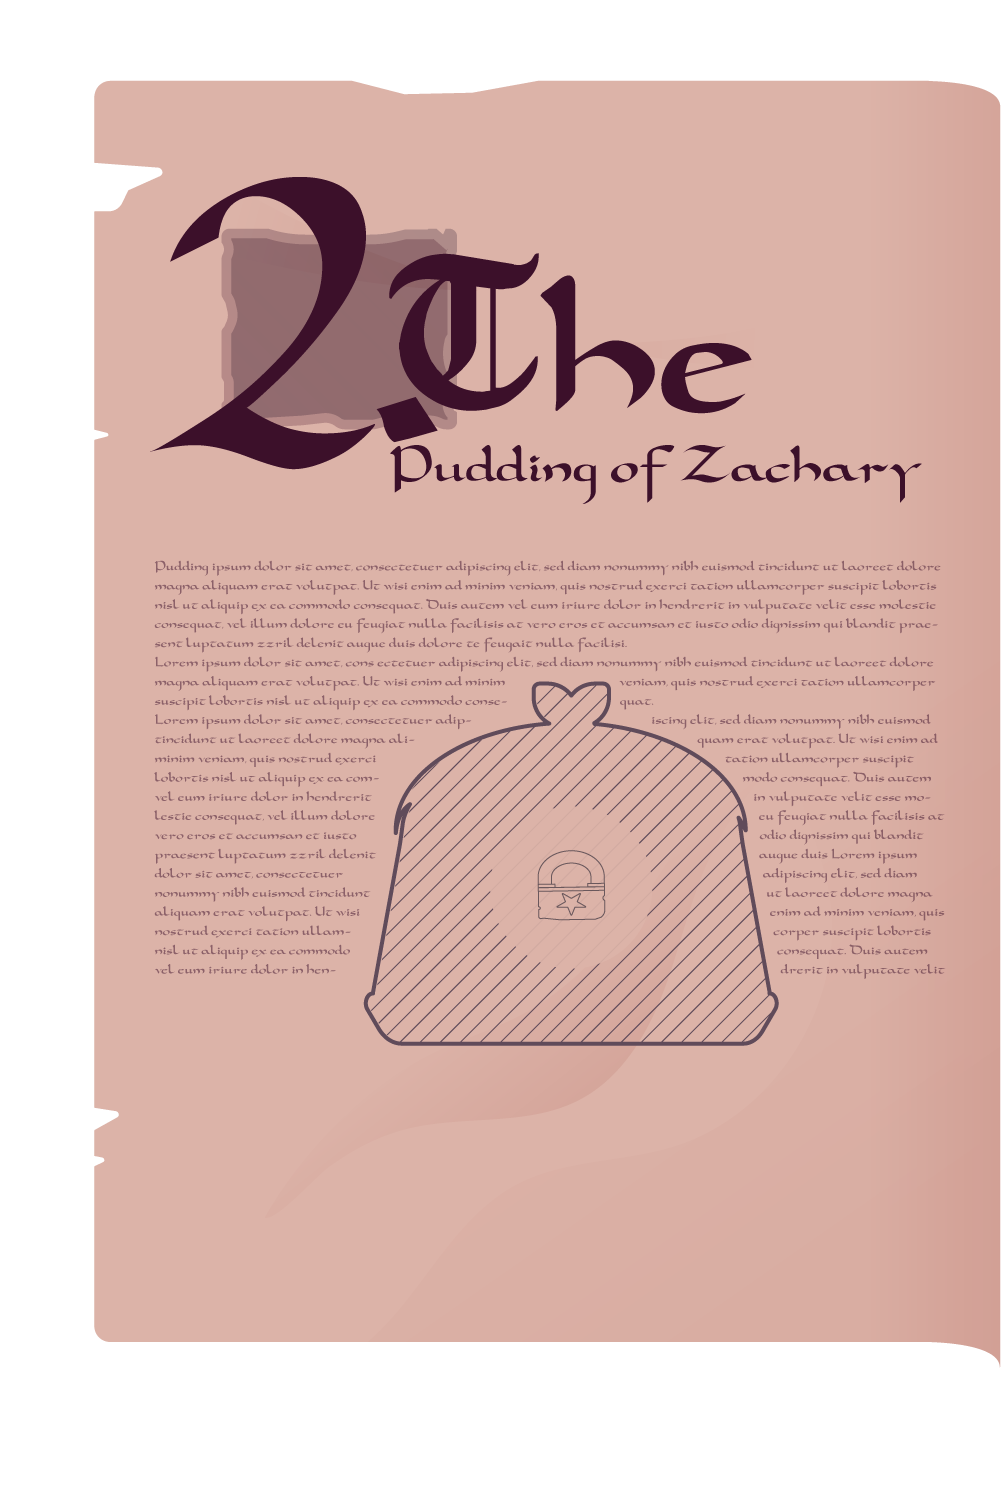 2. The
Pudding of Zachary
Pudding ipsum dolor sit amet, consectetuer adipiscing elit, sed diam nonummy nibh euismod tincidunt ut laoreet dolore
magna aliquam erat volutpat. Ut wisi enim ad minim veniam, quis nostrud exerci tation ullamcorper suscipit lobortis
nisl ut aliquip ex ea commodo consequat. Duis autem vel eum iriure dolor in hendrerit in vulputate velit esse molestie
consequat, vel illum dolore eu feugiat nulla facilisis at vero eros et accumsan et iusto odio dignissim qui blandit prae-
sent luptatum zzril delenit augue duis dolore te feugait nulla facilisi.
Lorem ipsum dolor sit amet, cons ectetuer adipiscing elit, sed diam nonummy nibh euismod tincidunt ut laoreet dolore
magna aliquam erat volutpat. Ut wisi enim ad minim veniam, quis nostrud exerci tation ullamcorper
suscipit lobortis nisl ut aliquip ex ea commodo conse- quat.
Lorem ipsum dolor sit amet, consectetuer adip- iscing elit, sed diam nonummy nibh euismod
tincidunt ut laoreet dolore magna ali- quam erat volutpat. Ut wisi enim ad
minim veniam, quis nostrud exerci tation ullamcorper suscipit
lobortis nisl ut aliquip ex ea com- modo consequat. Duis autem
vel eum iriure dolor in hendrerit in vulputate velit esse mo-
lestie consequat, vel illum dolore eu feugiat nulla facilisis at
vero eros et accumsan et iusto odio dignissim qui blandit
praesent luptatum zzril delenit augue duis Lorem ipsum
dolor sit amet, consectetuer adipiscing elit, sed diam
nonummy nibh euismod tincidunt ut laoreet dolore magna
aliquam erat volutpat. Ut wisi enim ad minim veniam, quis
nostrud exerci tation ullam- corper suscipit lobortis
nisl ut aliquip ex ea commodo consequat. Duis autem
vel eum iriure dolor in hen- drerit in vulputate velit